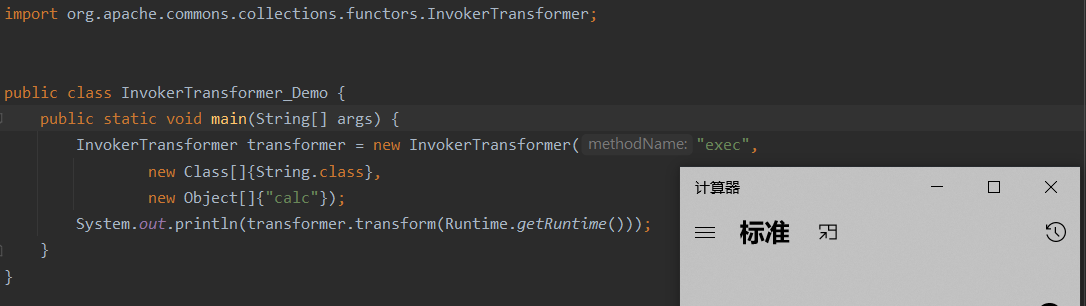 import org.apache.commons.collections.functors.InvokerTransformer;
public class InvokerTransformer_Demo {
public static void main(String[] args) {
InvokerTransformer transformer = new InvokerTransformer( methodName: "exec",
new Class[]{String.class},
new Object[]{"calc"});
System.out.println(transformer.transform(Runtime.getRuntime()));
}
}
计算器
标准